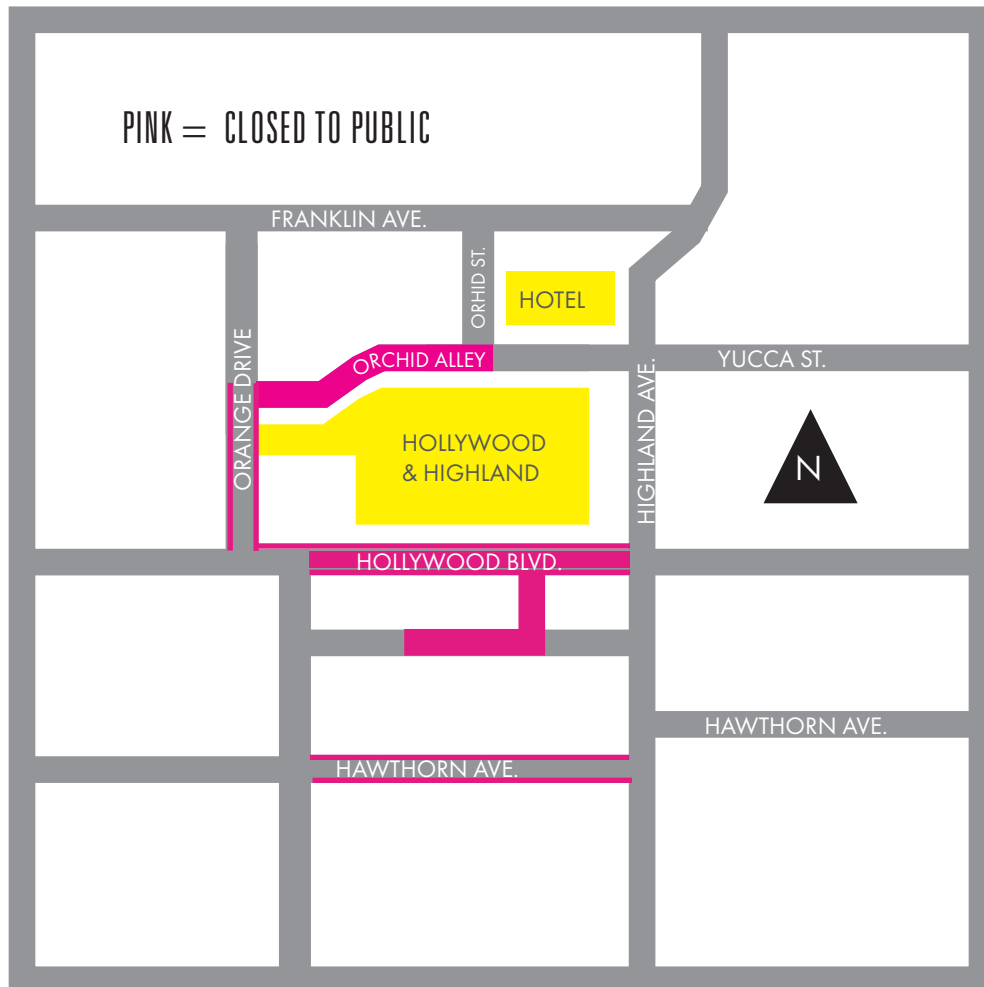 PINK = CLOSED TO PUBLIC
FRANKLIN AVE.
ORHID ST.
HOTEL
ORCHID ALLEY
YUCCA ST.
ORANGE DRIVE
HIGHLAND AVE.
HOLLYWOOD
& HIGHLAND
N
HOLLYWOOD BLVD.
HAWTHORN AVE.
HAWTHORN AVE.